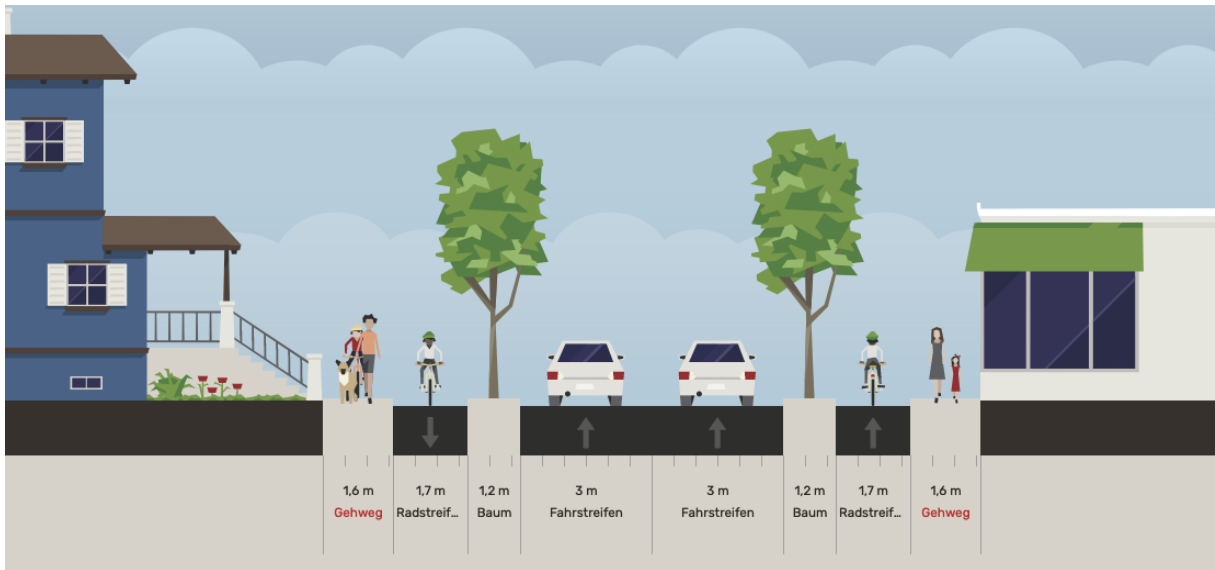 1,6 m
Gehweg
1,7 m
Radstreif...
1,2 m
Baum
3 m
Fahrstreifen
3 m
Fahrstreifen
1,2 m
Baum
1,7 m
Radstreif...
1,6 m
Gehweg